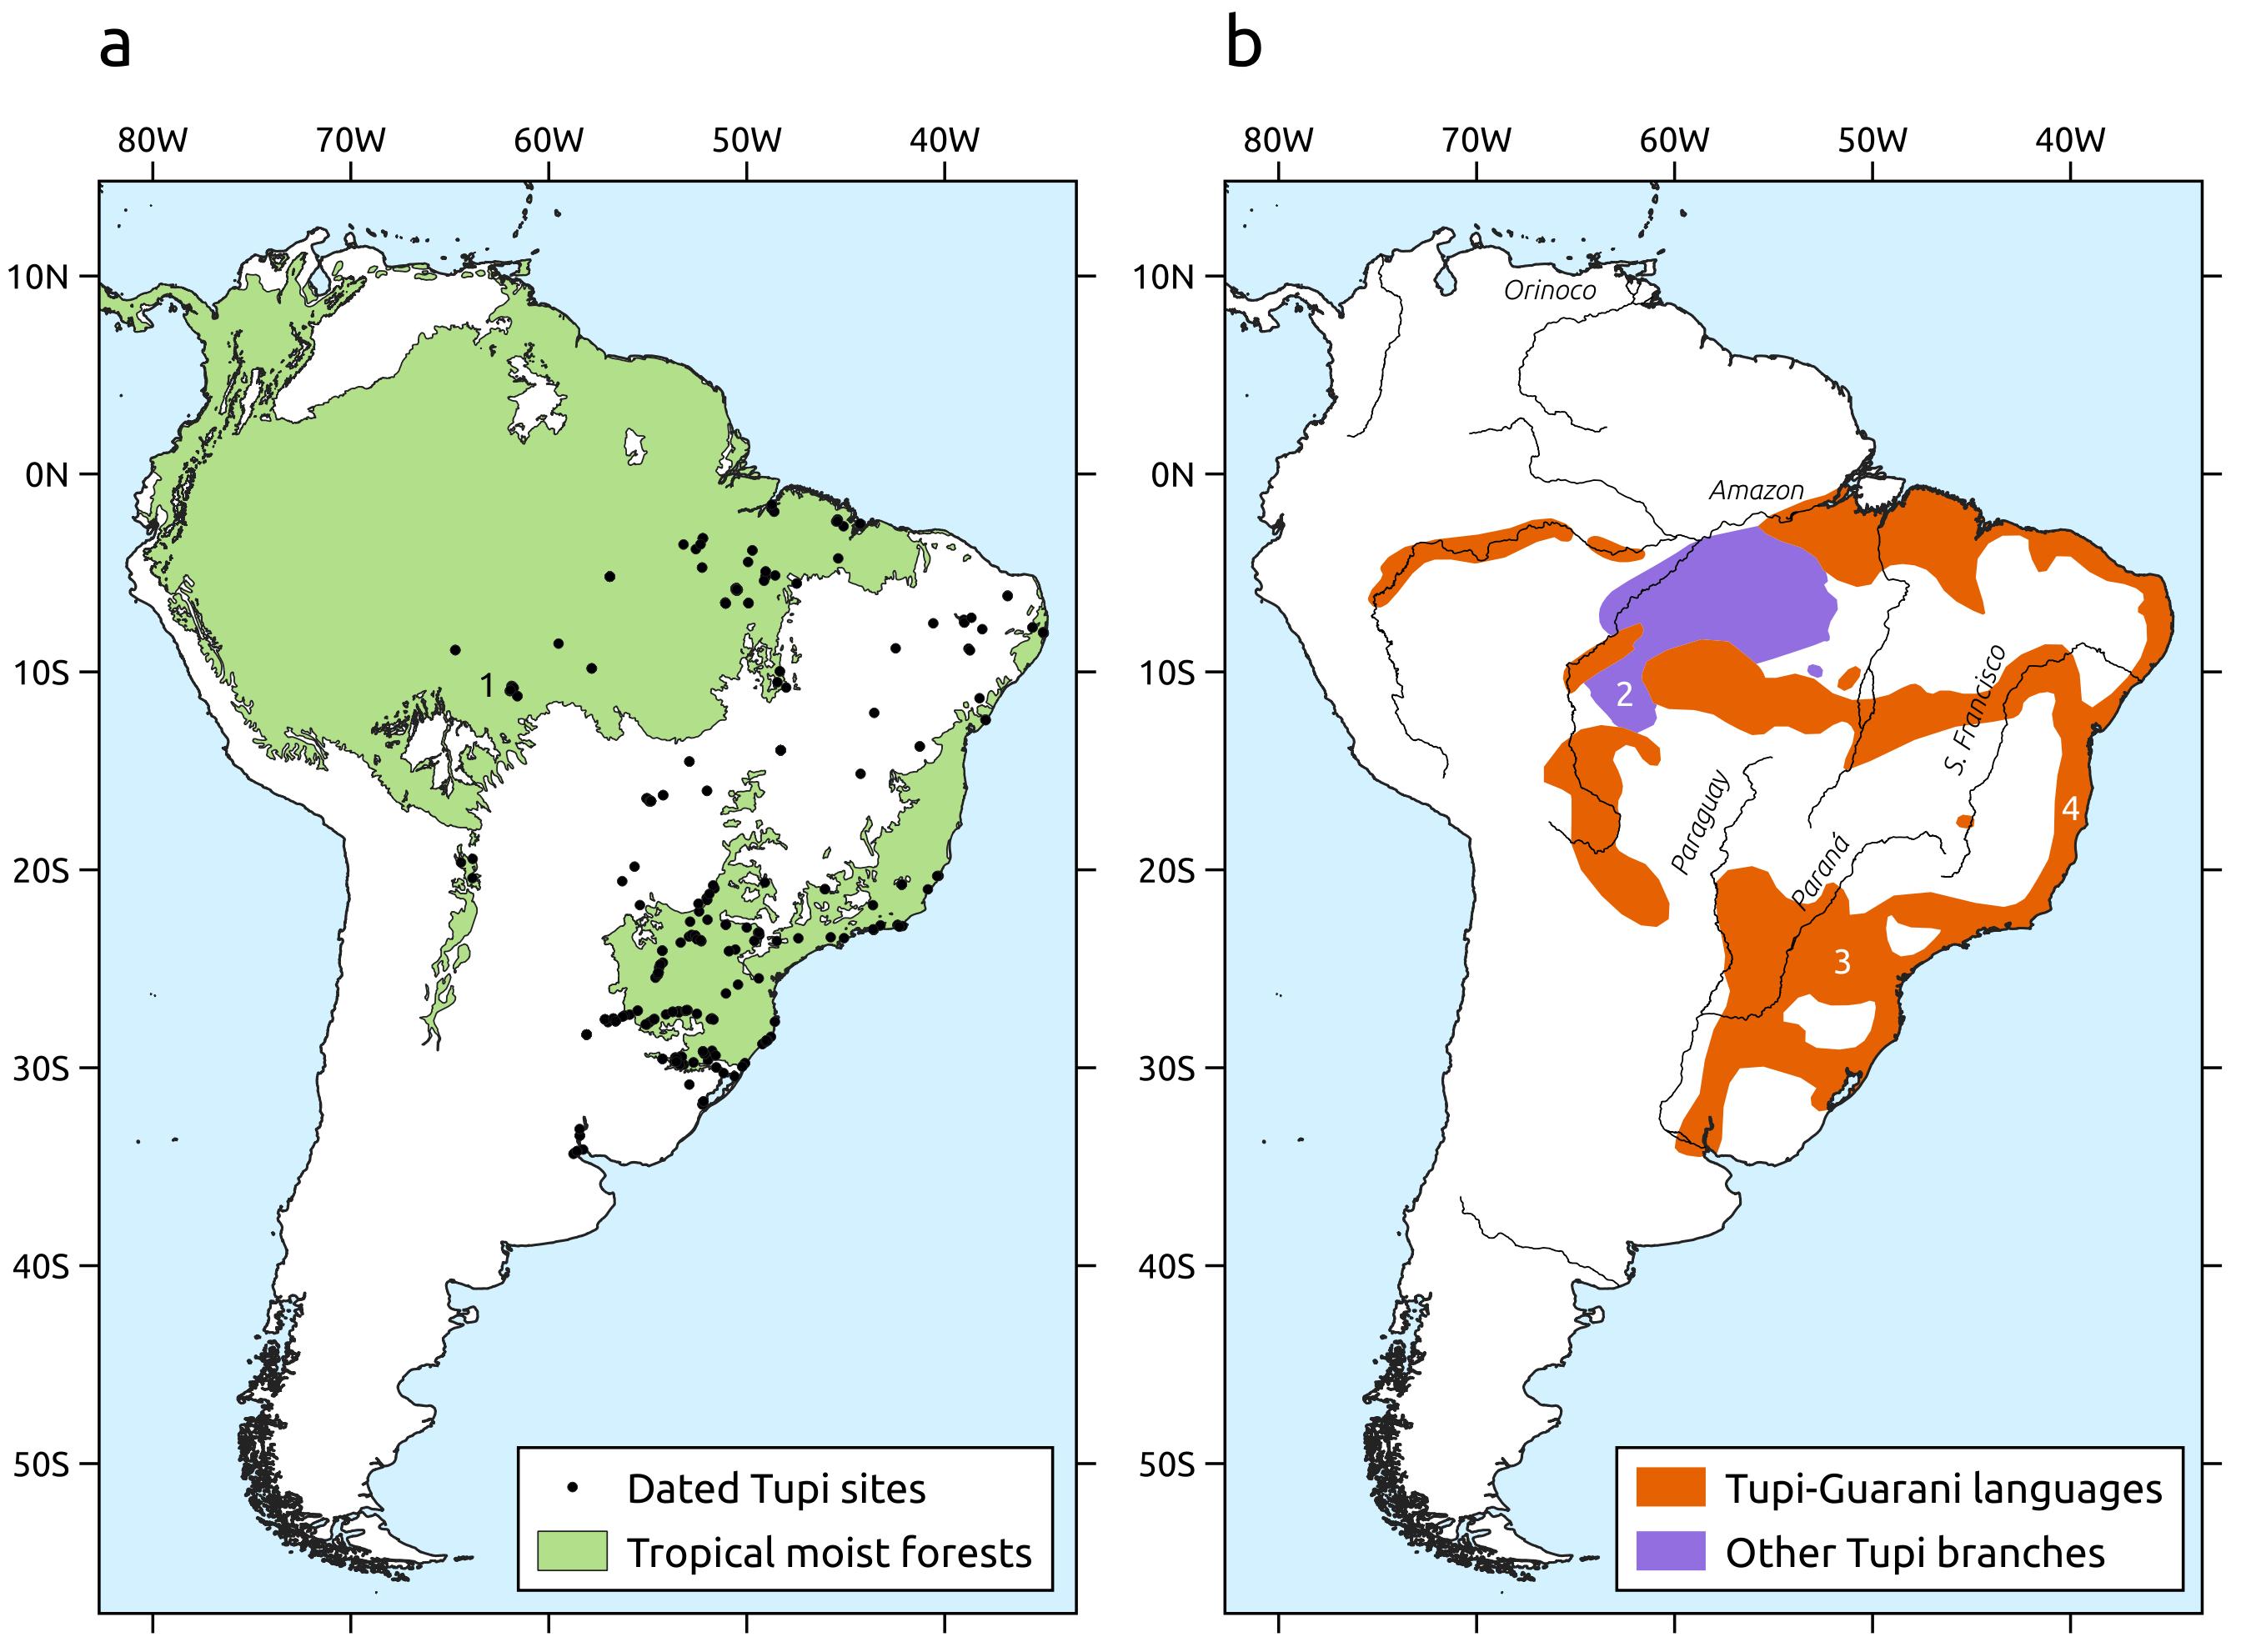 a
b
80W 70W 60W 50W 40W
80W 70W 60W 50W 40W
10N
0N
10S
20S
30S
40S
50S
1
Dated Tupi sites
Tropical moist forests
10N
0N
10S
20S
30S
40S
50S
Orinoco
Amazon
S. Francisco
Paraguay
Paraná
2
4
3
Tupi-Guarani languages
Other Tupi branches